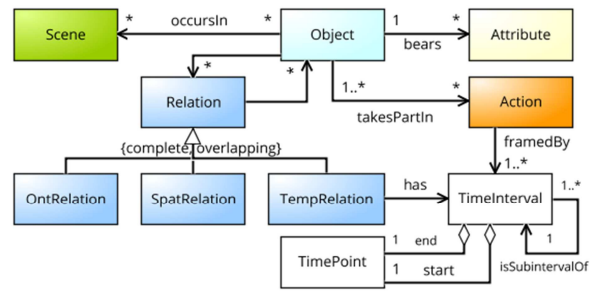 Scene
* occursIn *
Object
1 *
bears
Attribute
*
*
Relation
1..* *
takesPartIn
Action
framedBy
1..*
{complete, overlapping}
OntRelation
SpatRelation
TempRelation
has
TimeInterval
1..*
1
isSubintervalOf
TimePoint
1 end
1 start